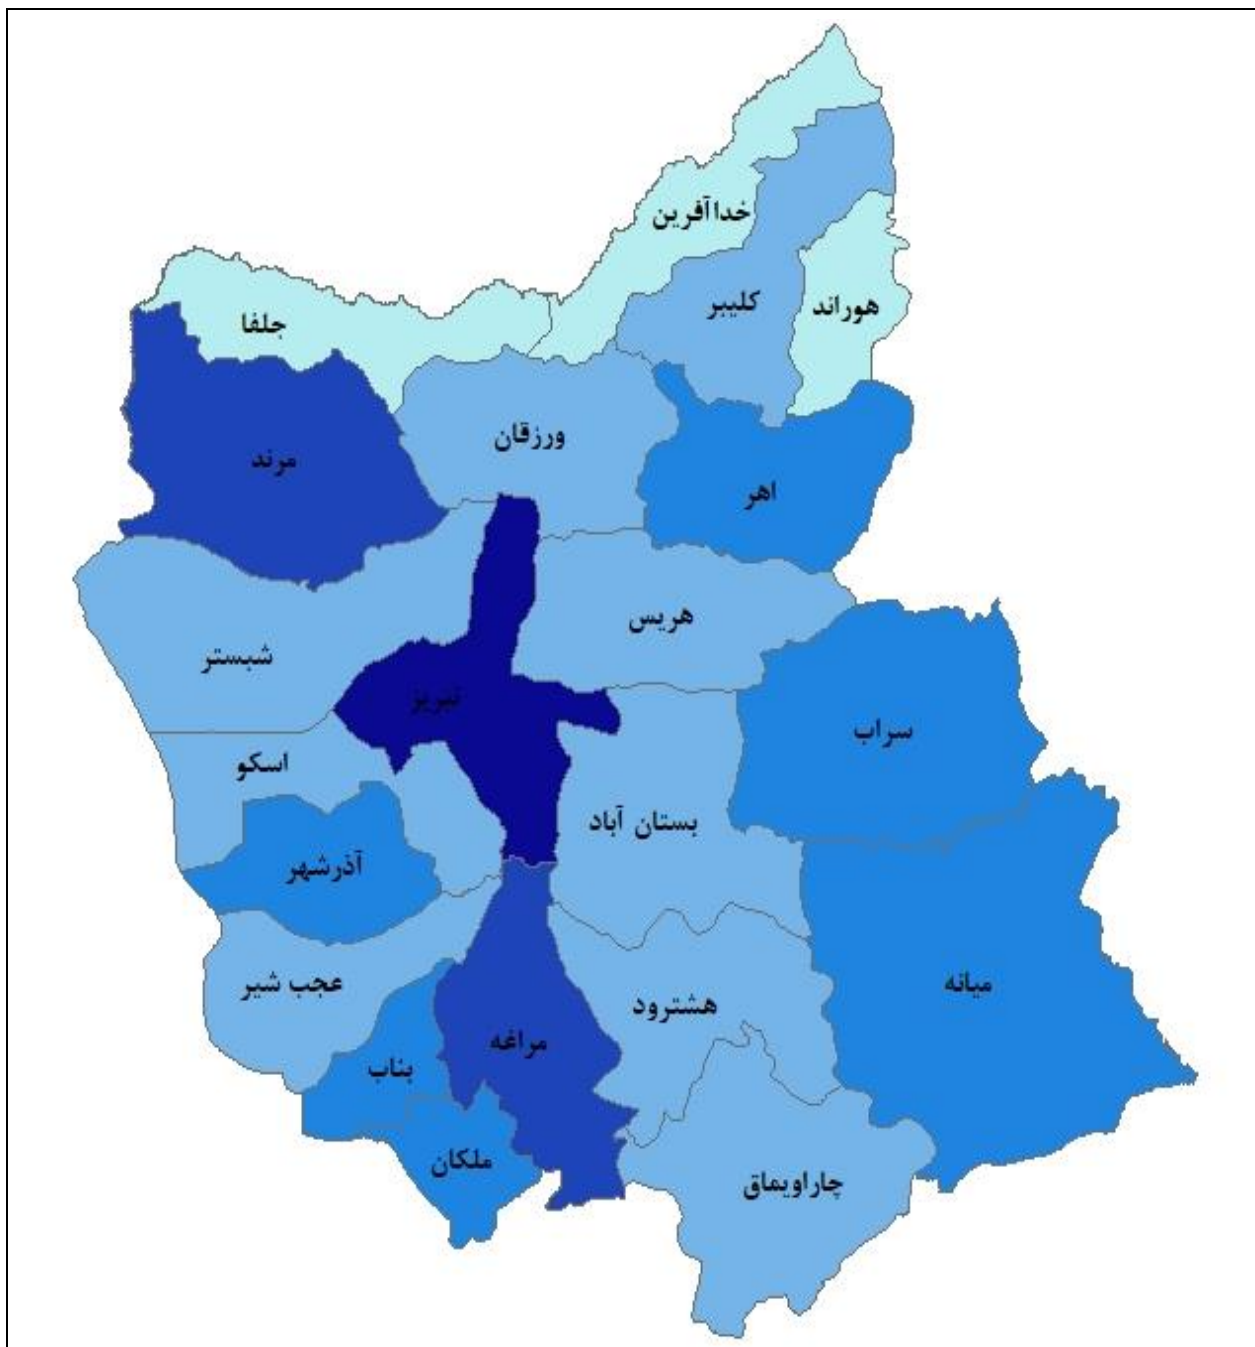 خداآفرین
کلیبر
هوراند
جلفا
ورزقان
مرند
اهر
هریس
شبستر
تبریز
سراب
اسکو
بستان آباد
آذرشهر
میانه
عجب شیر
هشترود
مراغه
بناب
ملکان
چاراویماق